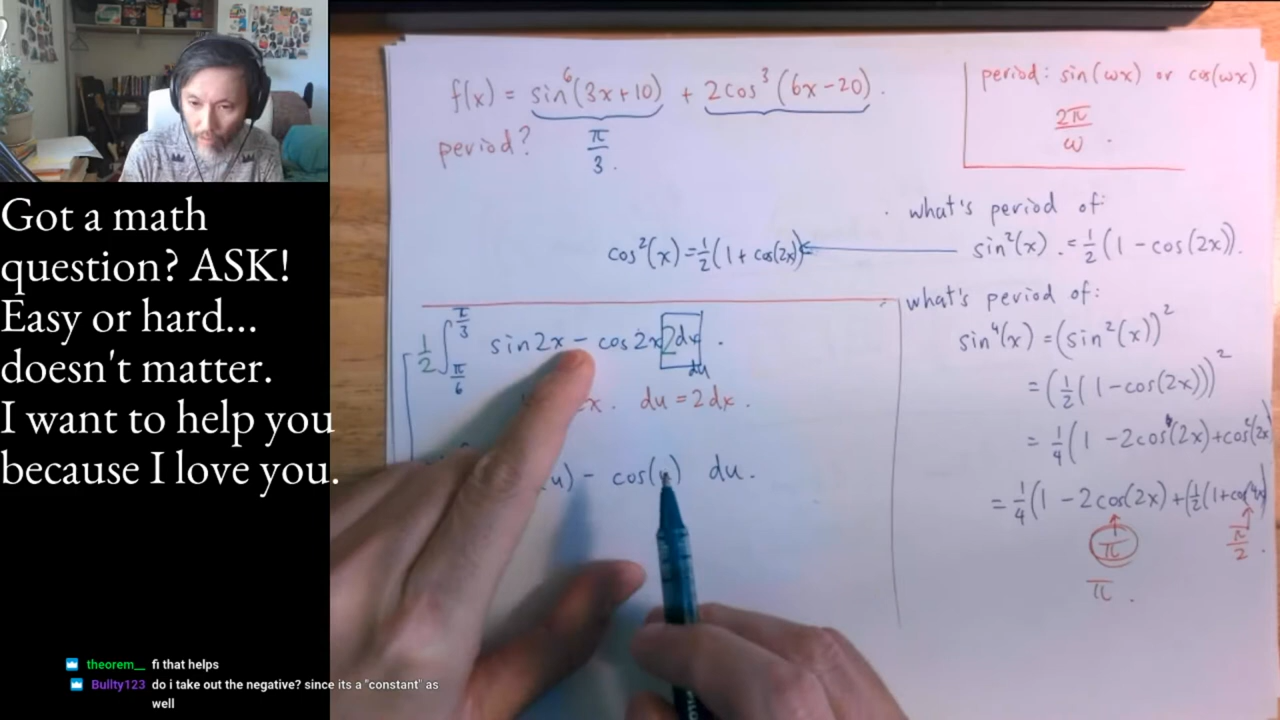 Got a math
question? ASK!
Easy or hard...
doesn't matter.
I want to help you
because I love you.
theorem__ fi that helps
Bullty123 do i take out the negative? since its a "constant" as
well
f(x) = sin⁶(3x+10) + 2cos³(6x-20).
period?
π/3.
period: sin(ωx) or cos(ωx)
2π/ω.
what's period of:
cos²(x)=½(1+cos(2x))
sin²(x).=½(1-cos(2x)).
what's period of:
sin⁴(x)=(sin²(x))²
=(½(1-cos(2x)))²
=¼(1-2cos(2x)+cos²(2x)
=¼(1-2cos(2x)+(½(1+cos(4x)
π
π/2.
π.
½∫ π/3 π/6 sin2x-cos2x 2dx.
du
x. du=2dx.
u)-cos(u) du.